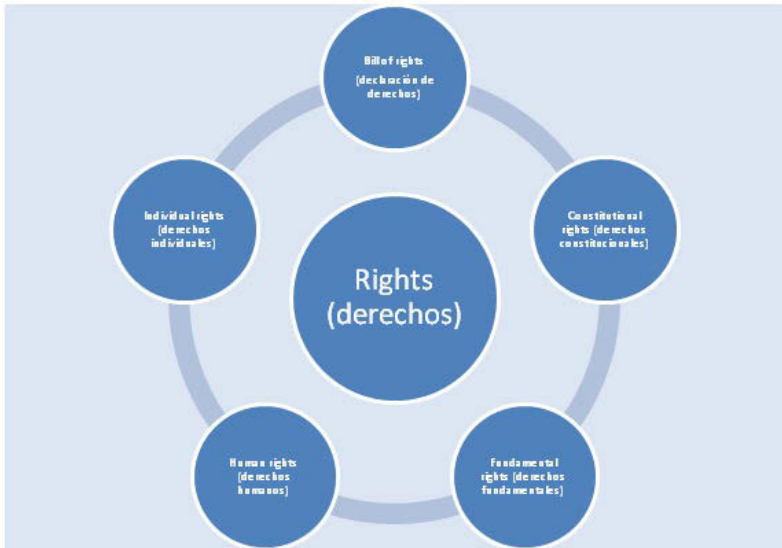 Bill of rights
(declaración de
derechos)
Individual rights
(derechos
individuales)
Constitutional
rights (derechos
constitucionales)
Rights
(derechos)
Human rights
(derechos
humanos)
Fundamental
rights (derechos
fundamentales)